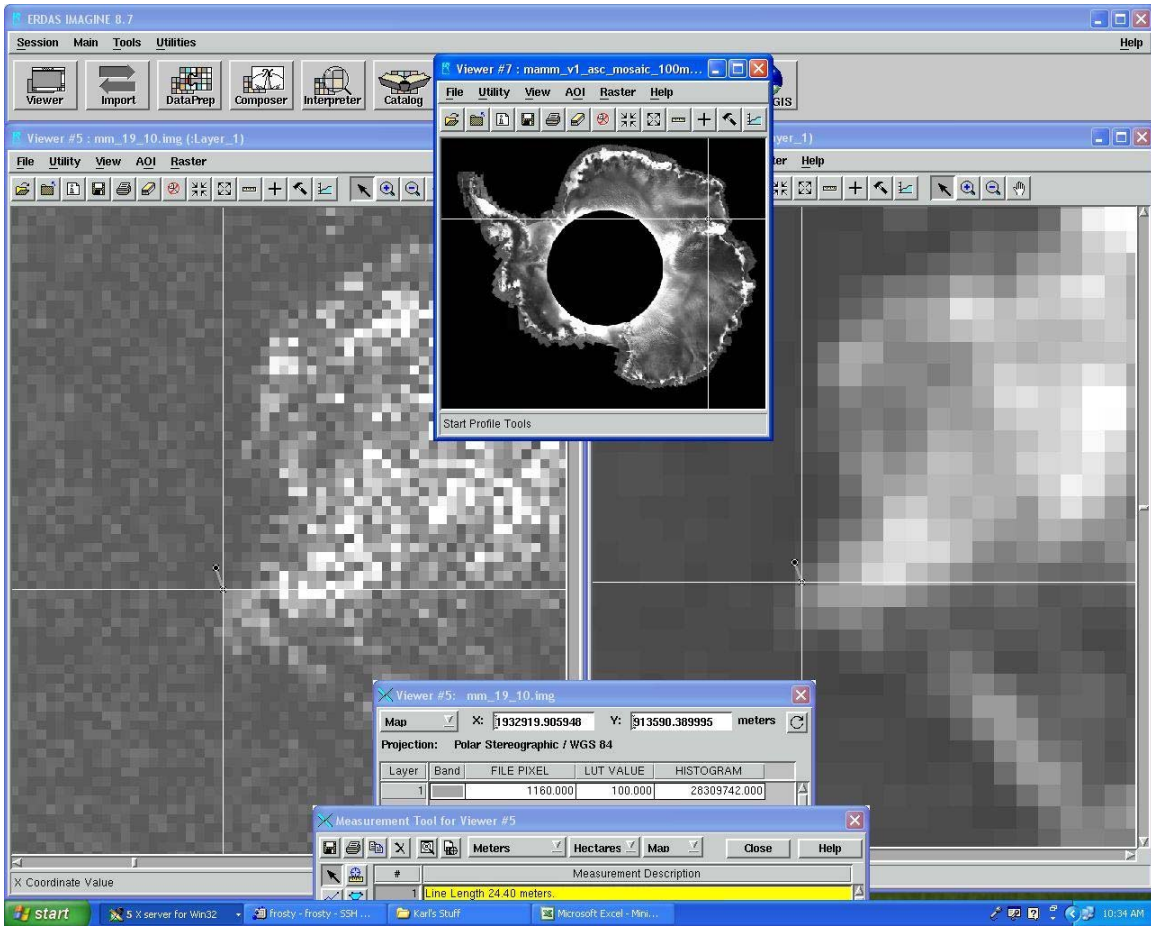 ERDAS IMAGINE 8.7
Session Main Tools Utilities Help
Viewer Import DataPrep Composer Interpreter Catalog GIS
Viewer #7 : mamm_v1_asc_mosaic_100m...
File Utility View AOI Raster Help
Start Profile Tools
Viewer #5 : mm_19_10.img (:Layer_1)
File Utility View AOI Raster
X Coordinate Value
yer_1)
ter Help
Viewer #5: mm_19_10.img
Map X: 1932919.905948 Y: 913590.389995 meters
Projection: Polar Stereographic / WGS 84
Layer Band FILE PIXEL LUT VALUE HISTOGRAM
1 1160.000 100.000 28309742.000
Measurement Tool for Viewer #5
Meters Hectares Map Close Help
# Measurement Description
1 Line Length 24.40 meters.
start 5 X server for Win32 frosty - frosty - SSH ... Karl's Stuff Microsoft Excel - Mini... 10:34 AM